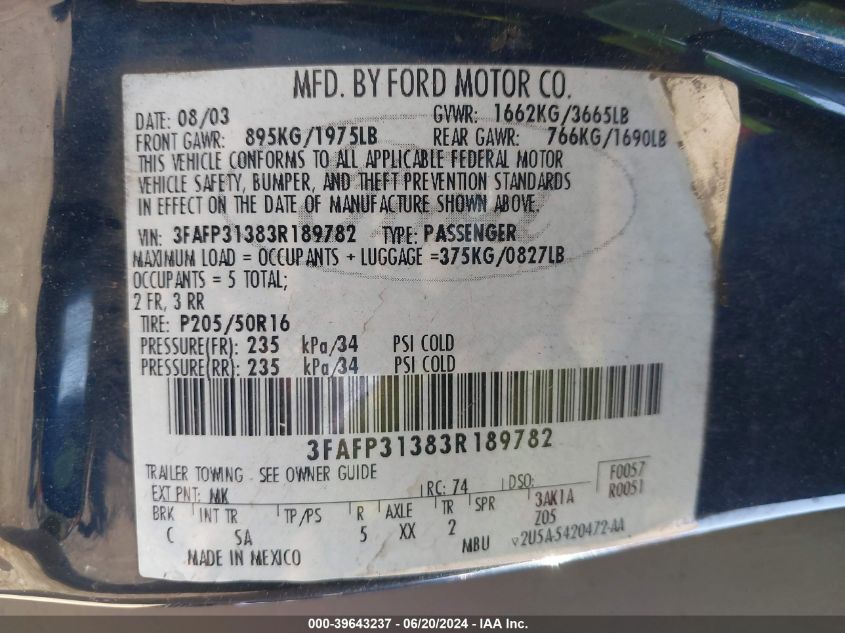 MFD. BY FORD MOTOR CO.
DATE: 08/03 GVWR: 1662KG/3665LB
FRONT GAWR: 895KG/1975LB REAR GAWR: 766KG/1690LB
THIS VEHICLE CONFORMS TO ALL APPLICABLE FEDERAL MOTOR
VEHICLE SAFETY, BUMPER, AND THEFT PREVENTION STANDARDS
IN EFFECT ON THE DATE OF MANUFACTURE SHOWN ABOVE.
VIN: 3FAFP31383R189782 TYPE: PASSENGER
MAXIMUM LOAD = OCCUPANTS + LUGGAGE =375KG/0827LB
OCCUPANTS = 5 TOTAL;
2 FR, 3 RR
TIRE: P205/50R16
PRESSURE(FR): 235 kPa/34 PSI COLD
PRESSURE(RR): 235 kPa/34 PSI COLD
3FAFP31383R189782
TRAILER TOWING - SEE OWNER GUIDE
EXT PNT: MK RC: 74 DSO: F0057
R0051
BRK INT TR TP/PS R AXLE TR SPR 3AK1A
C SA 5 XX 2 Z05
MADE IN MEXICO MBU v2U5A-5420472-AA
000-39643237 - 06/20/2024 - IAA Inc.